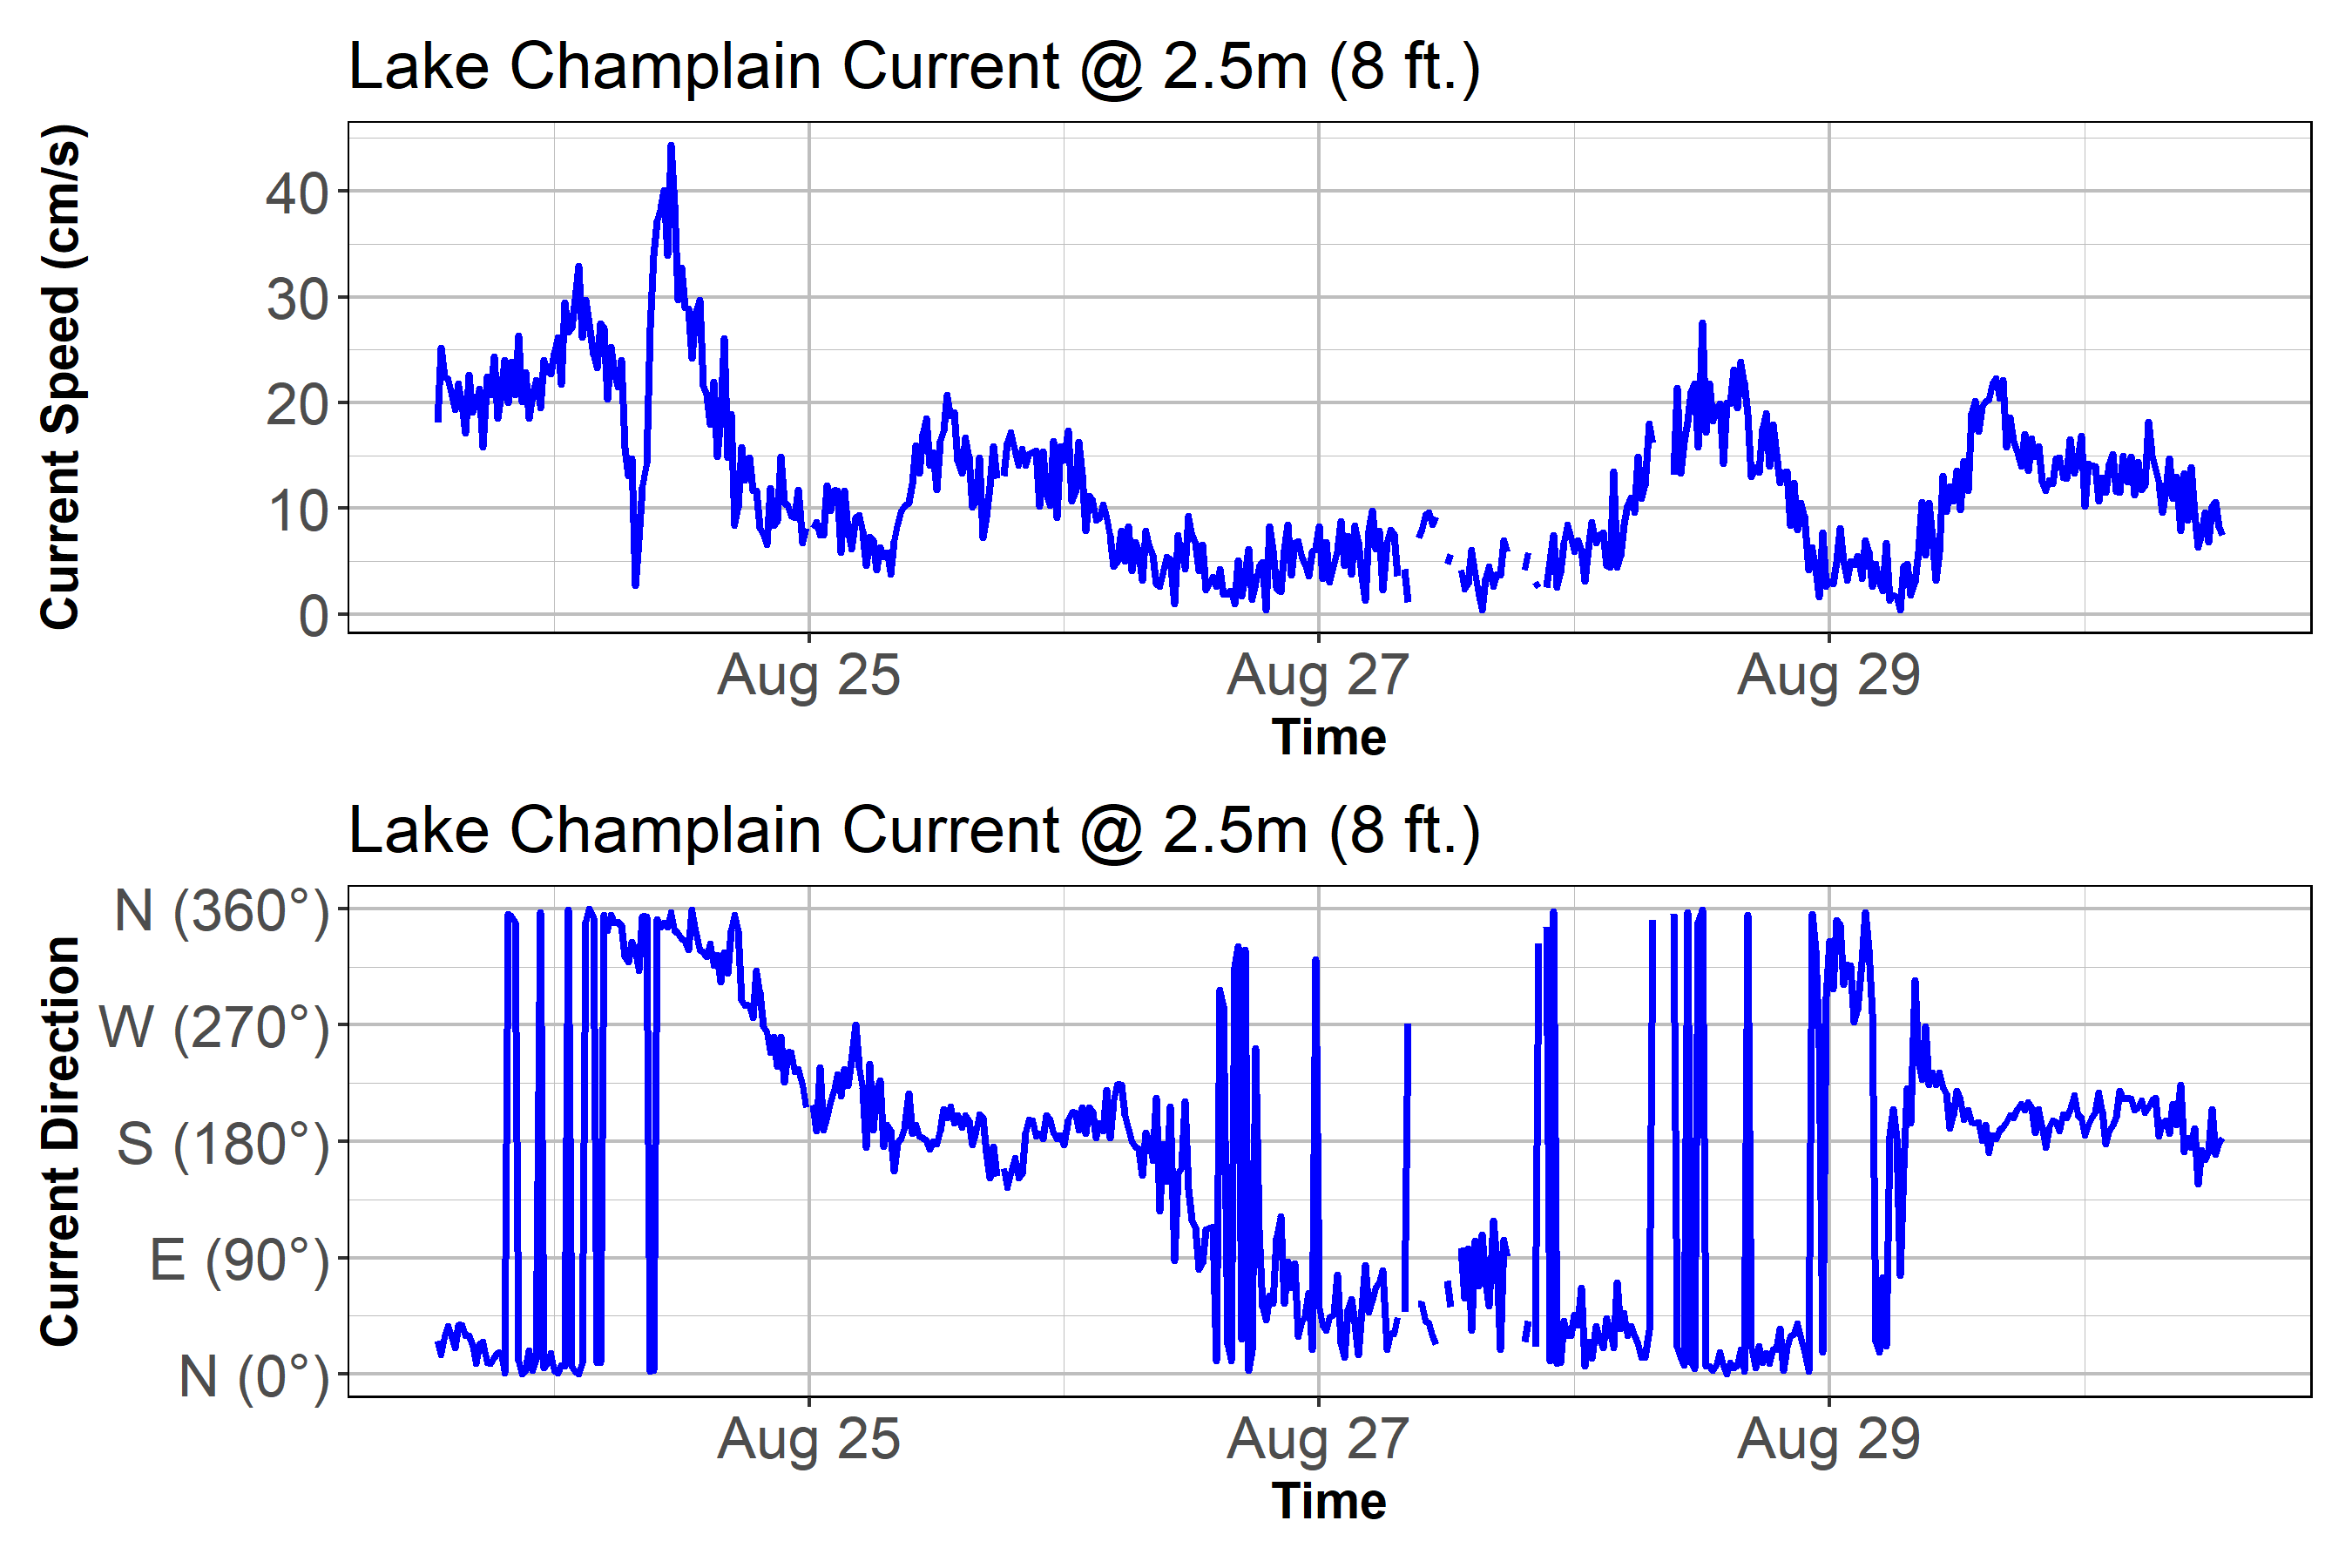 Lake Champlain Current @ 2.5m (8 ft.)
Current Speed (cm/s)
40
30
20
10
0
Aug 25
Aug 27
Aug 29
Time
Lake Champlain Current @ 2.5m (8 ft.)
Current Direction
N (360°)
W (270°)
S (180°)
E (90°)
N (0°)
Aug 25
Aug 27
Aug 29
Time